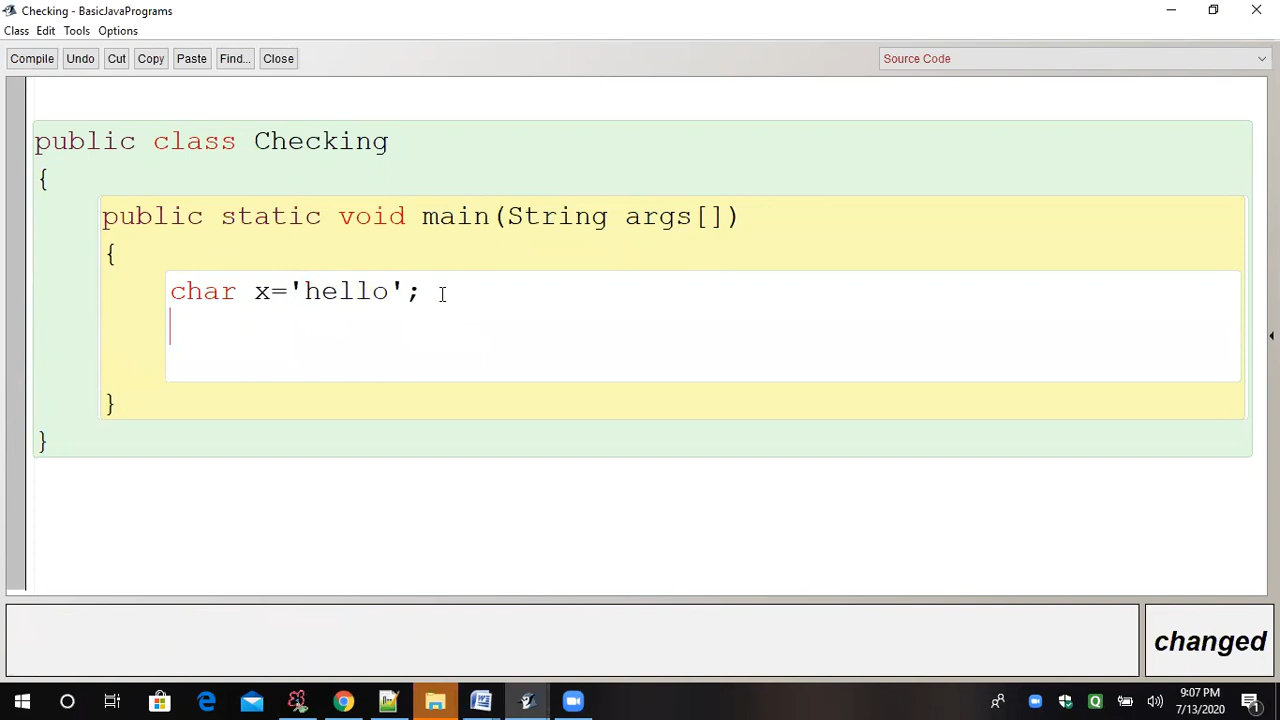 Checking - BasicJavaPrograms
Class Edit Tools Options
Compile Undo Cut Copy Paste Find... Close Source Code
public class Checking
{
public static void main(String args[])
{
char x='hello';
}
}
changed
9:07 PM
7/13/2020
1